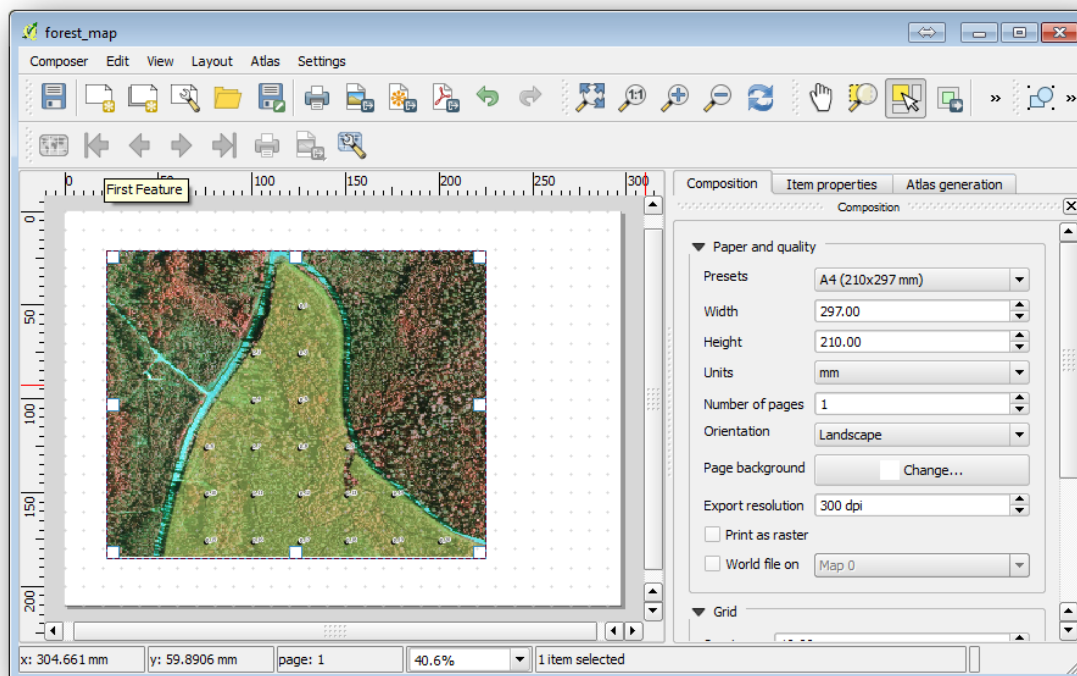 forest_map
Composer Edit View Layout Atlas Settings
1:1 » »
First Feature
0 50 100 150 200 250 300
0
50
100
150
200
Composition Item properties Atlas generation
Composition
Paper and quality
Presets A4 (210x297 mm)
Width 297.00
Height 210.00
Units mm
Number of pages 1
Orientation Landscape
Page background Change...
Export resolution 300 dpi
Print as raster
World file on Map 0
Grid
x: 304.661 mm y: 59.8906 mm page: 1 40.6% 1 item selected